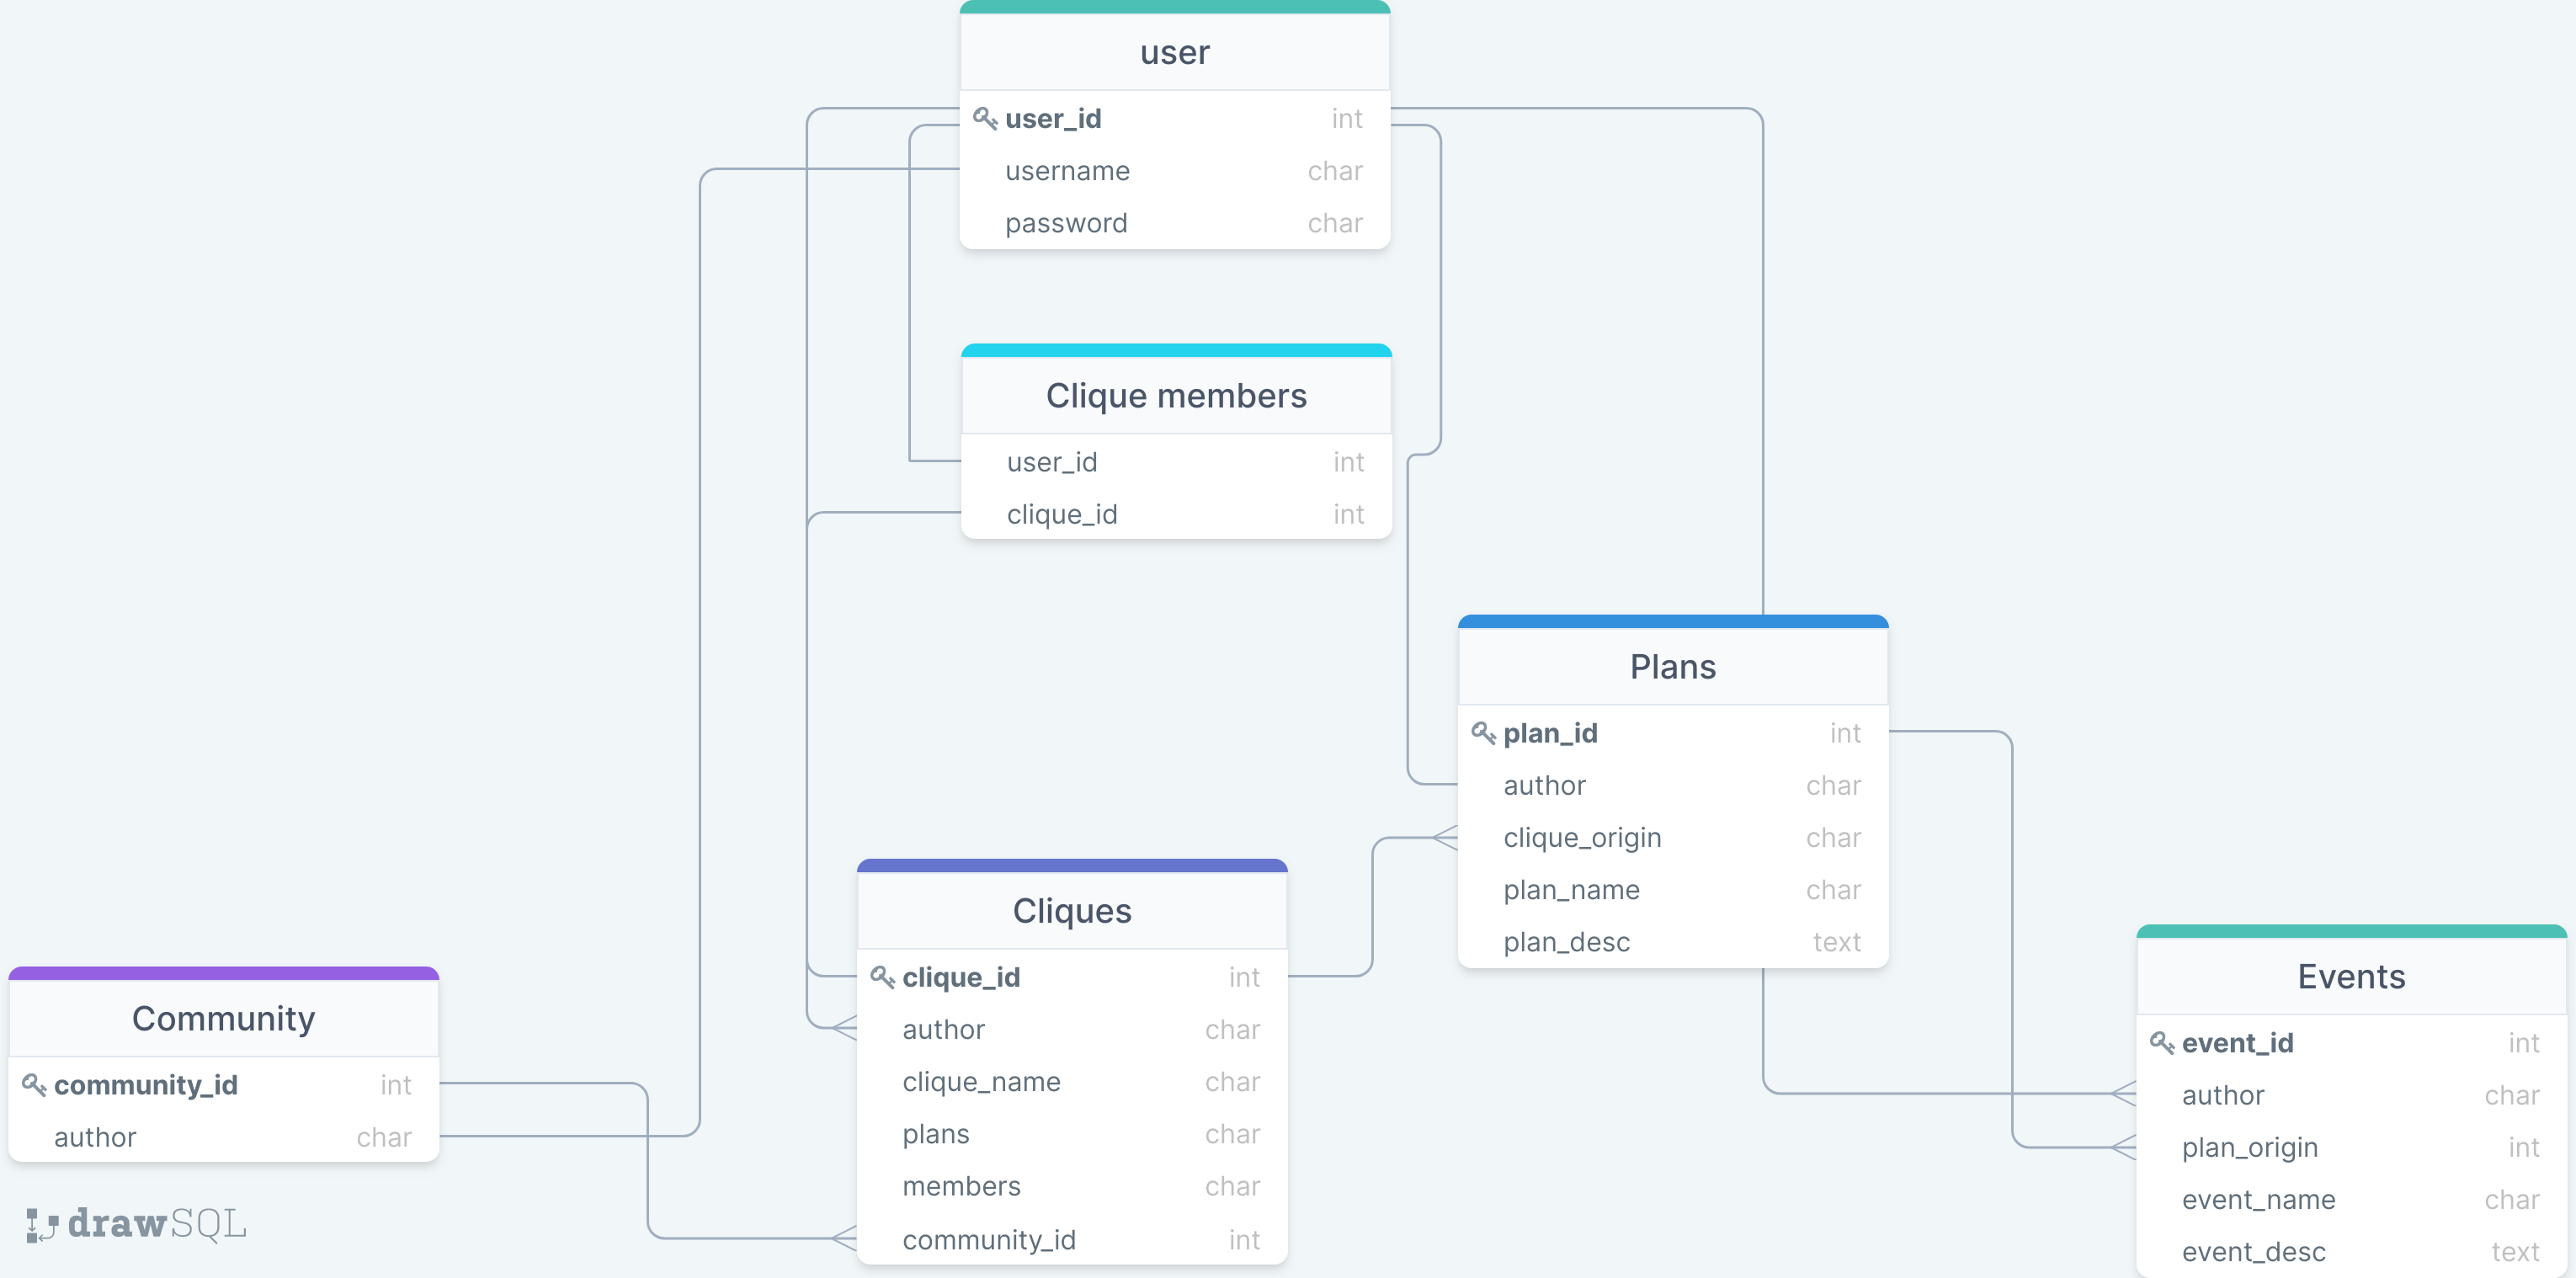 user
user_id int
username char
password char
Clique members
user_id int
clique_id int
Plans
plan_id int
author char
clique_origin char
plan_name char
plan_desc text
Cliques
clique_id int
author char
clique_name char
plans char
members char
community_id int
Community
community_id int
author char
Events
event_id int
author char
plan_origin int
event_name char
event_desc text
drawSQL